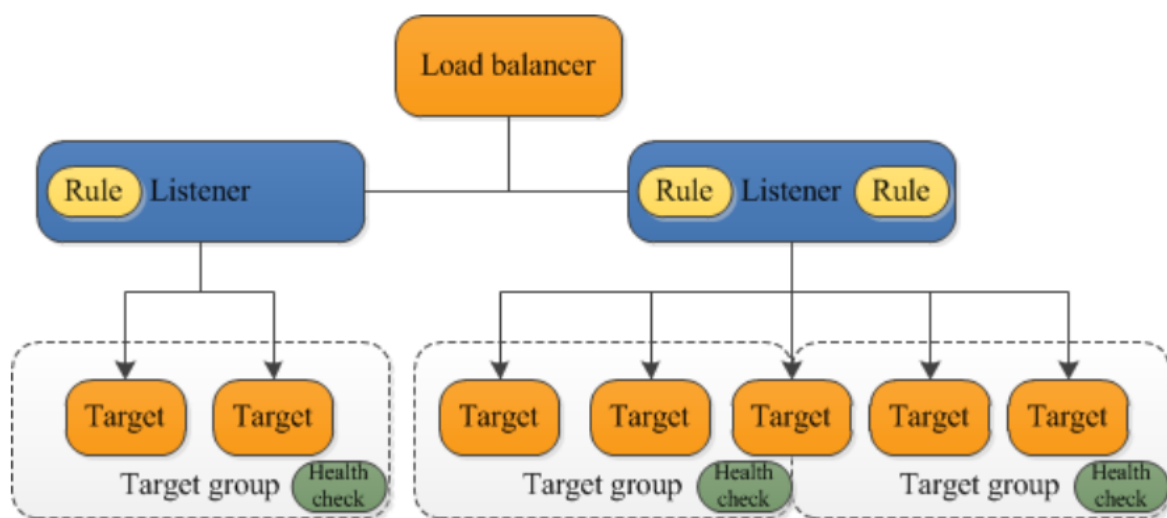 Load balancer
Rule Listener
Rule Listener Rule
Target Target
Target Target Target Target Target
Target group Health check
Target group Health check
Target group Health check